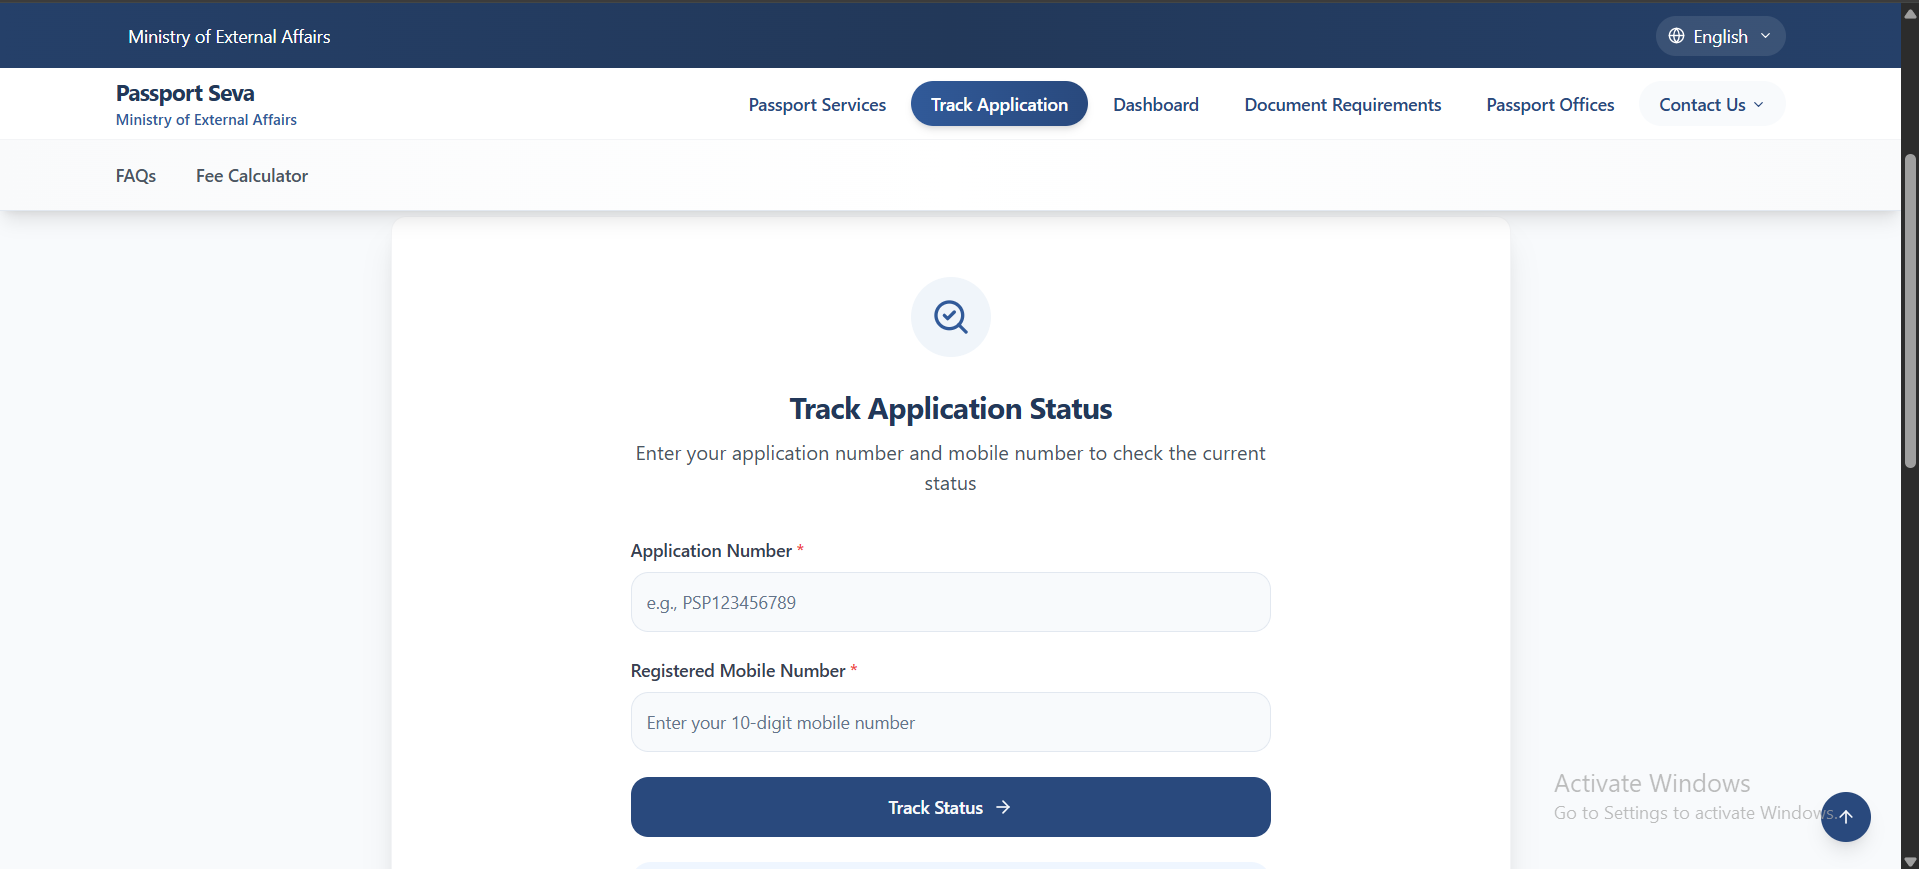 Ministry of External Affairs
English
Passport Seva
Ministry of External Affairs
Passport Services
Track Application
Dashboard
Document Requirements
Passport Offices
Contact Us
FAQs
Fee Calculator
Track Application Status
Enter your application number and mobile number to check the current
status
Application Number *
e.g., PSP123456789
Registered Mobile Number *
Enter your 10-digit mobile number
Track Status →
Activate Windows
Go to Settings to activate Windows.